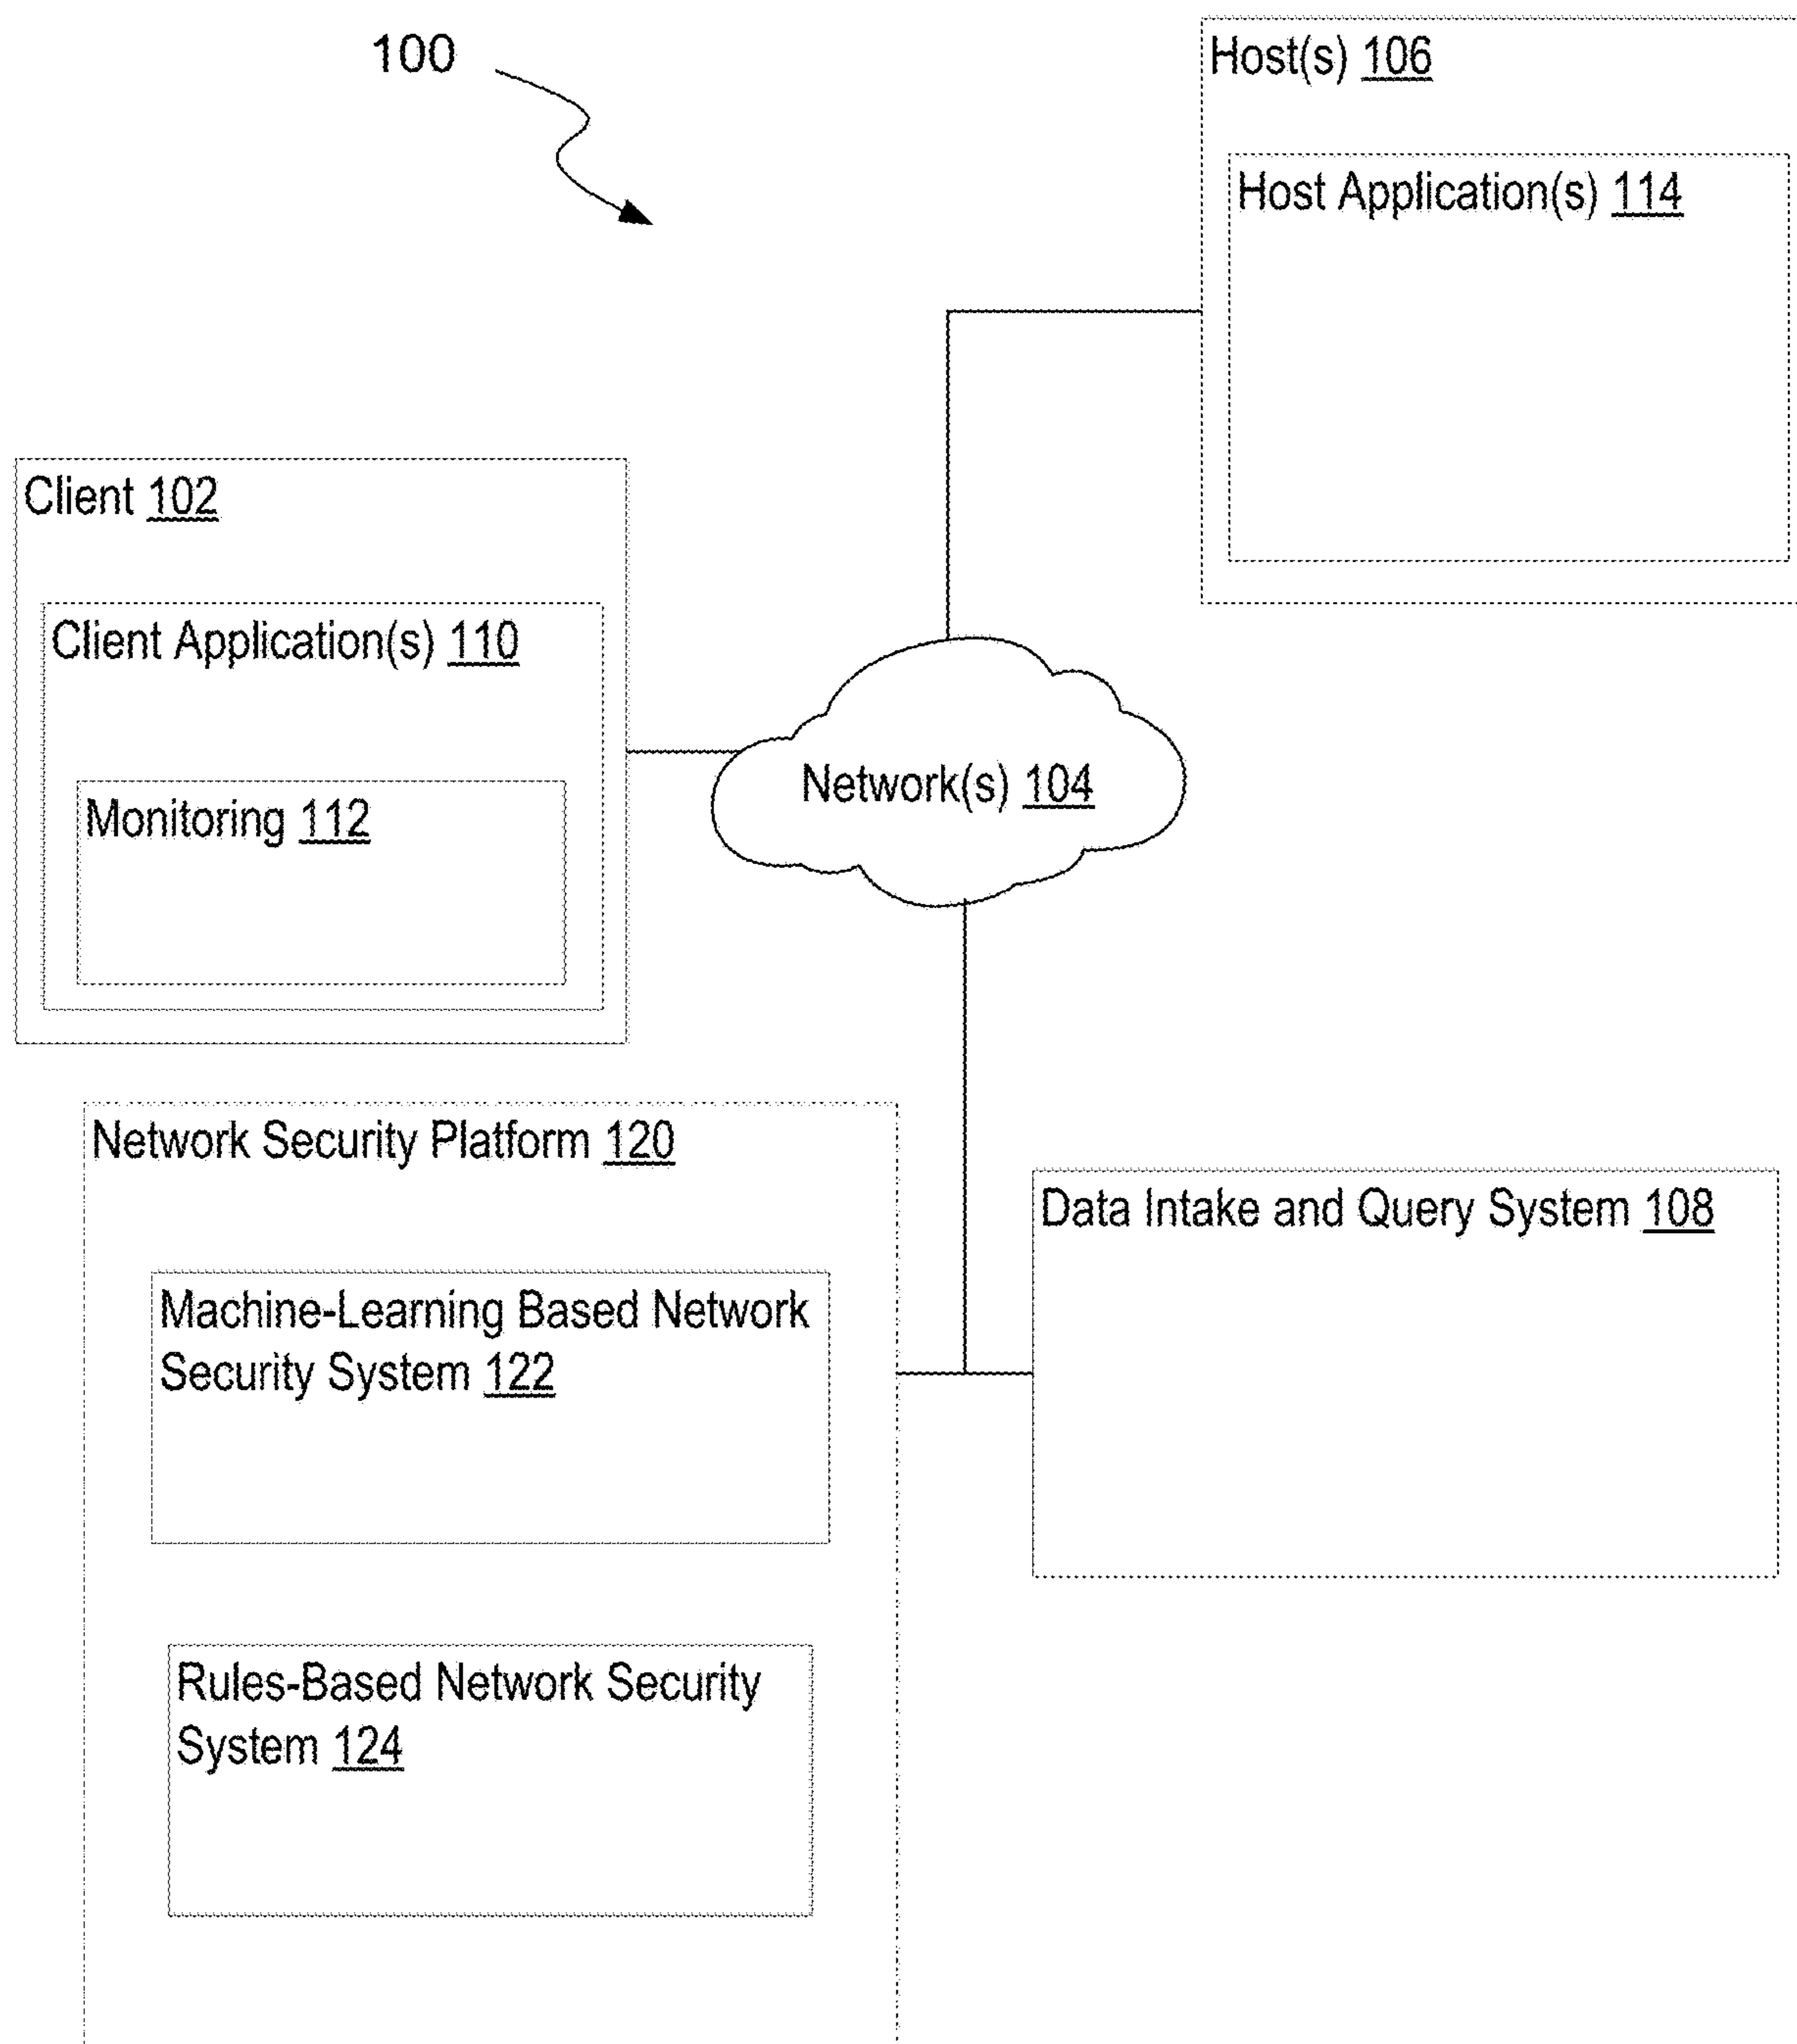 100
Host(s) 106
Host Application(s) 114
Client 102
Client Application(s) 110
Monitoring 112
Network(s) 104
Network Security Platform 120
Machine-Learning Based Network
Security System 122
Rules-Based Network Security
System 124
Data Intake and Query System 108